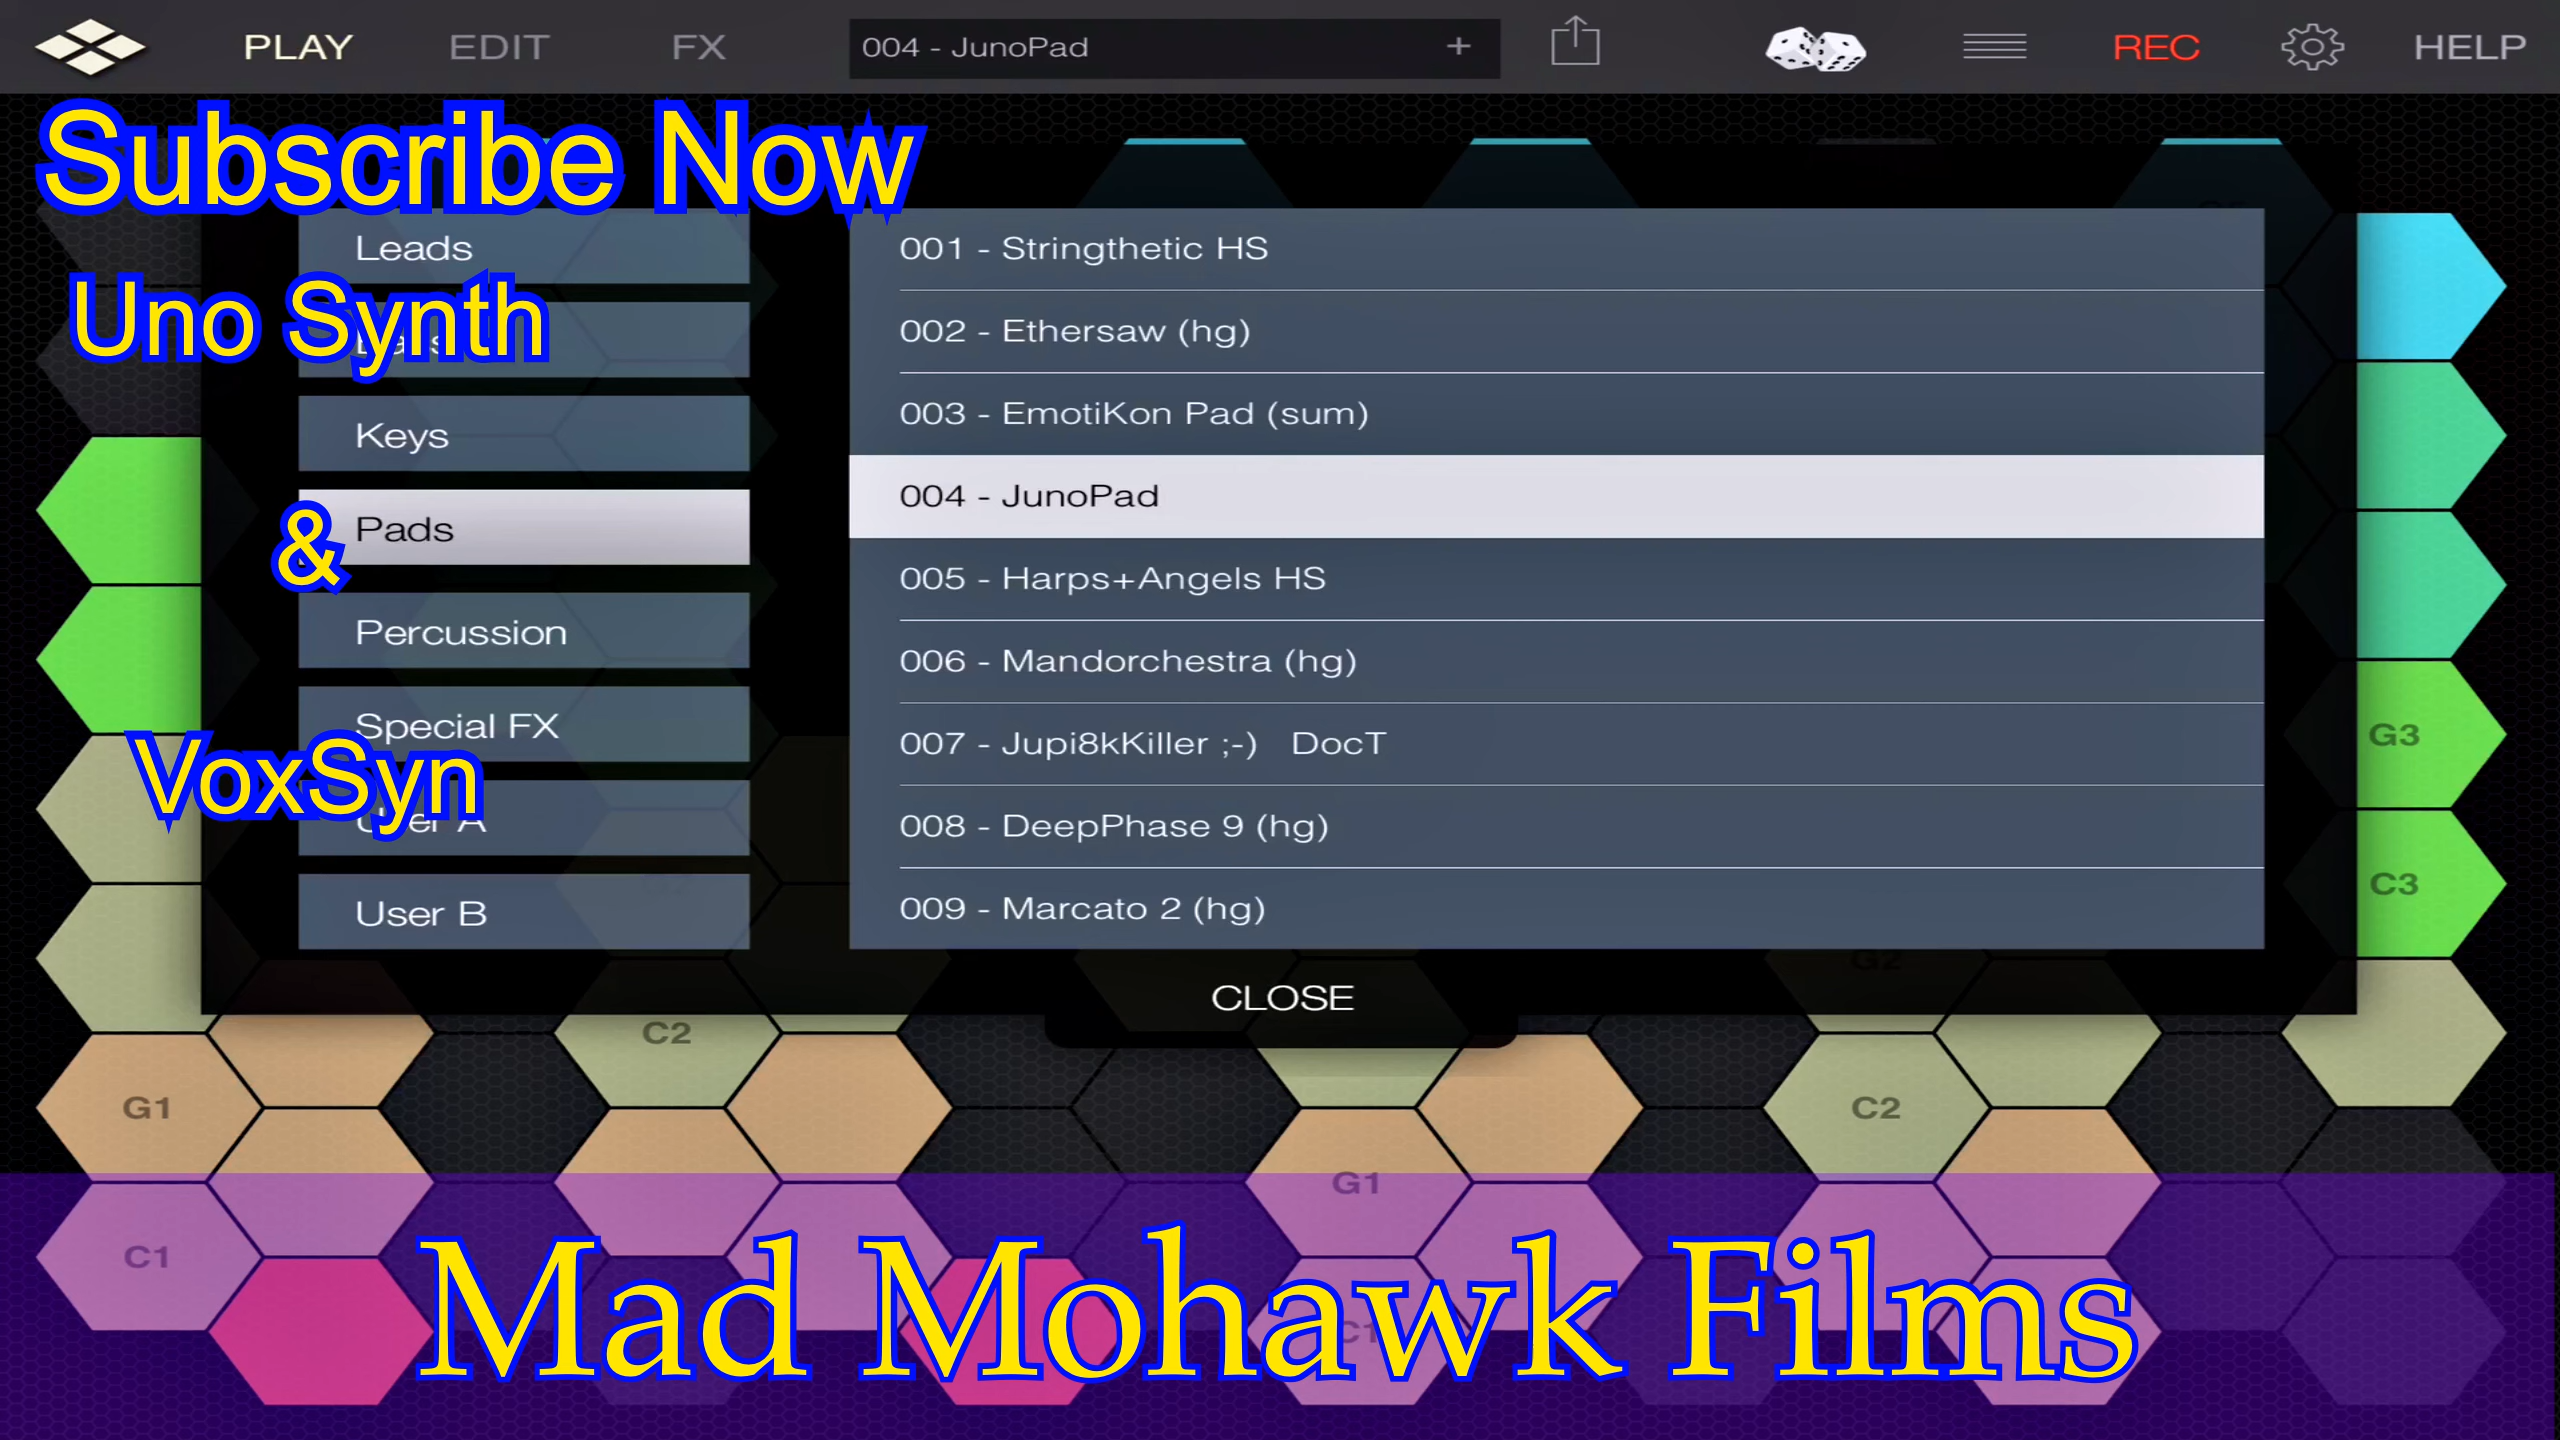 PLAY EDIT FX 004 - JunoPad + REC HELP
Subscribe Now
Leads
Uno Synth
Keys
&
Pads
Percussion
Special FX
VoxSyn
User A
User B
001 - Stringthetic HS
002 - Ethersaw (hg)
003 - EmotiKon Pad (sum)
004 - JunoPad
005 - Harps+Angels HS
006 - Mandorchestra (hg)
007 - Jupi8kKiller ;-) DocT
008 - DeepPhase 9 (hg)
009 - Marcato 2 (hg)
CLOSE
G3
C3
G2
C2
G1
C2
G1
C1
C1
Mad Mohawk Films